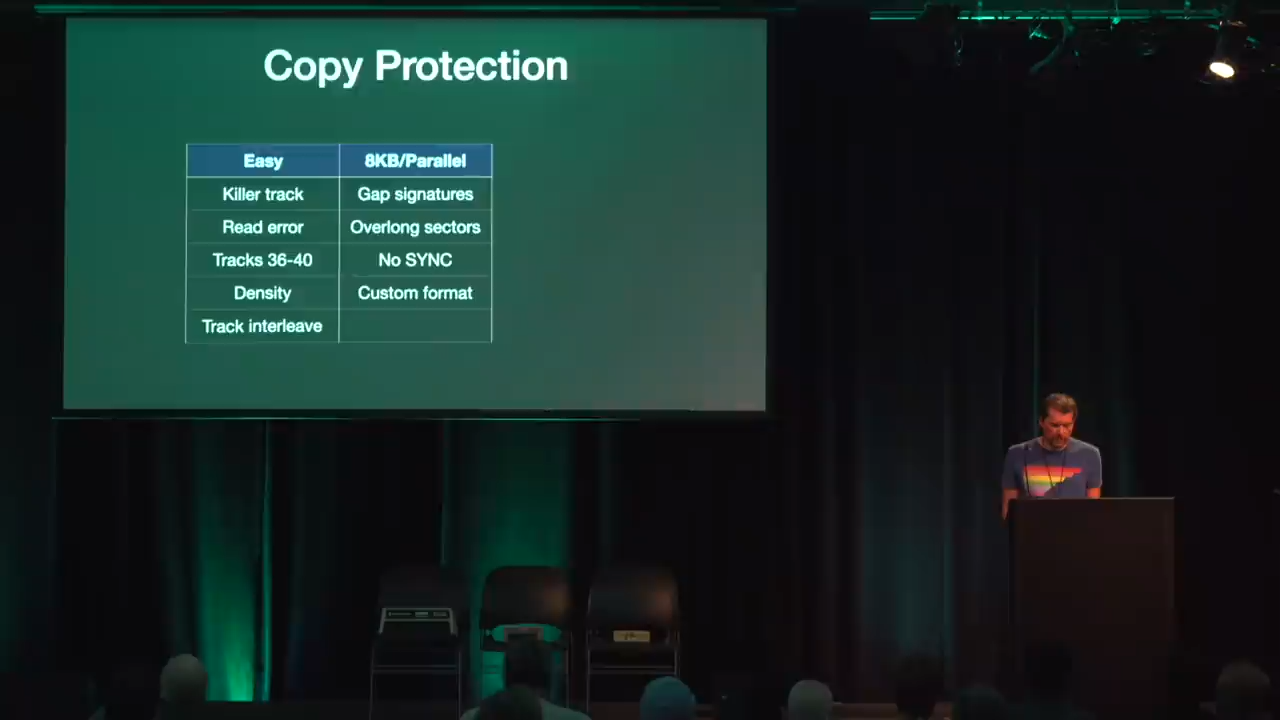 Copy Protection
Easy 8KB/Parallel
Killer track Gap signatures
Read error Overlong sectors
Tracks 36-40 No SYNC
Density Custom format
Track interleave